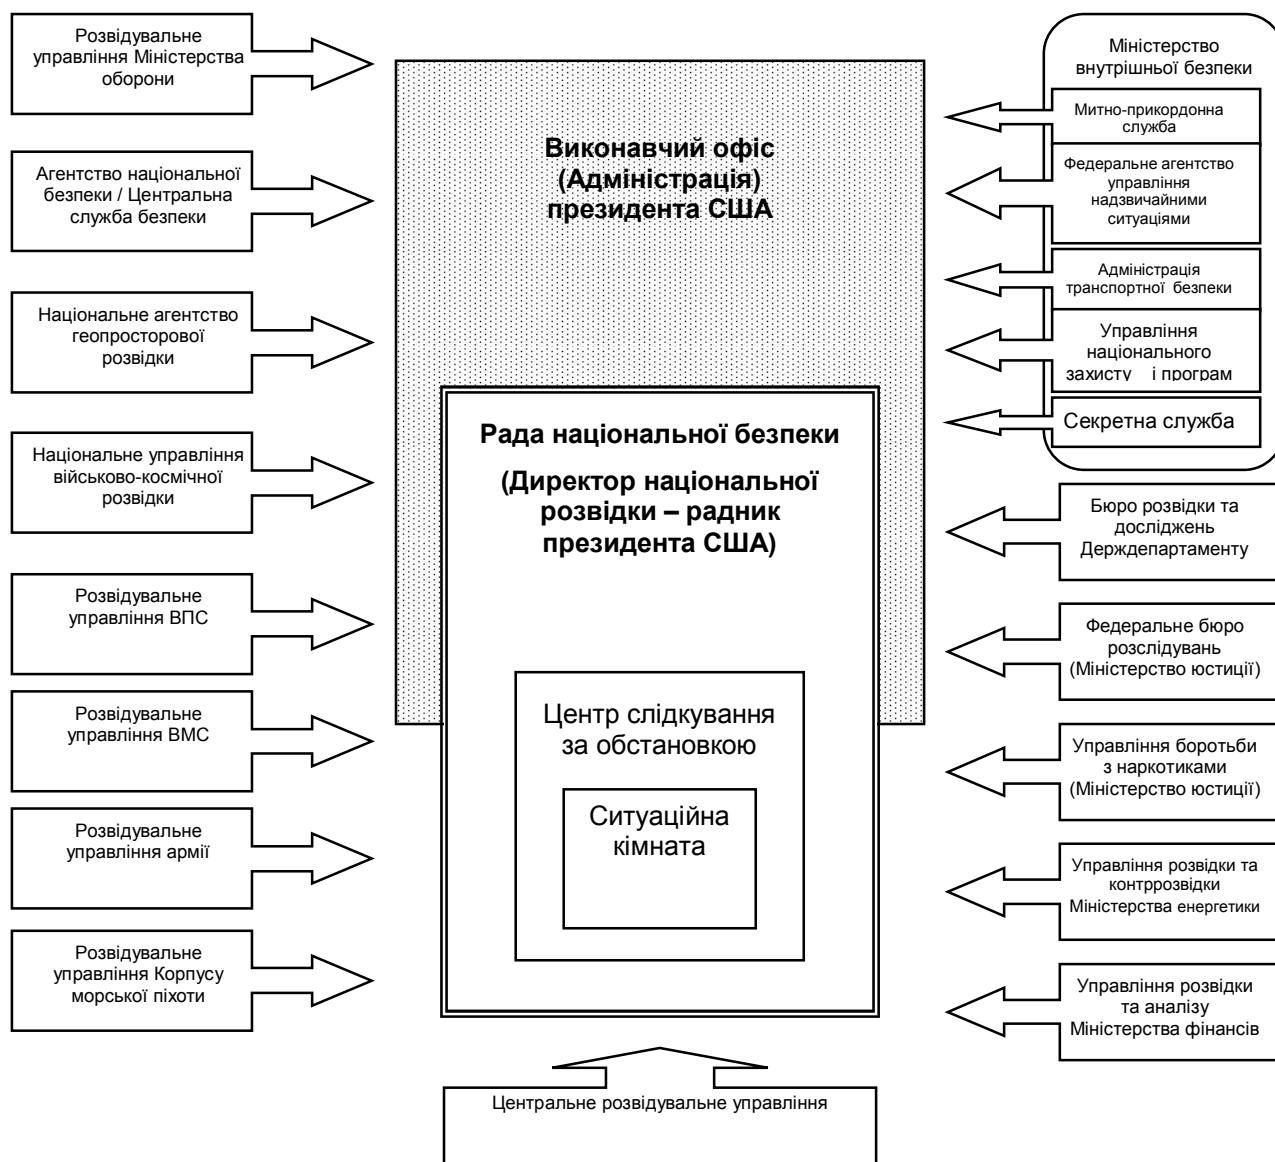 Розвідувальне
управління Міністерства
оборони
Агентство національної
безпеки / Центральна
служба безпеки
Національне агентство
геопросторової
розвідки
Національне управління
військово-космічної
розвідки
Розвідувальне
управління ВПС
Розвідувальне
управління ВМС
Розвідувальне
управління армії
Розвідувальне
управління Корпусу
морської піхоти
Виконавчий офіс
(Адміністрація)
президента США
Рада національної безпеки
(Директор національної
розвідки – радник
президента США)
Центр слідкування
за обстановкою
Ситуаційна
кімната
Центральне розвідувальне управління
Міністерство
внутрішньої безпеки
Митно-прикордонна
служба
Федеральне агентство
управління
надзвичайними
ситуаціями
Адміністрація
транспортної безпеки
Управління
національного
захисту і програм
Секретна служба
Бюро розвідки та
досліджень
Держдепартаменту
Федеральне бюро
розслідувань
(Міністерство юстиції)
Управління боротьби
з наркотиками
(Міністерство юстиції)
Управління розвідки та
контррозвідки
Міністерства енергетики
Управління розвідки
та аналізу
Міністерства фінансів